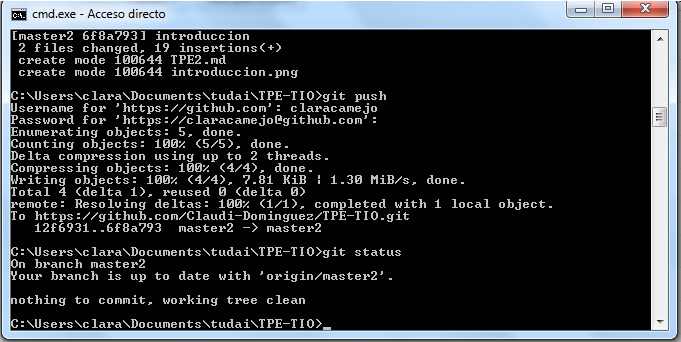 cmd.exe - Acceso directo
[master2 6f8a793] introduccion
 2 files changed, 19 insertions(+)
 create mode 100644 TPE2.md
 create mode 100644 introduccion.png

C:\Users\clara\Documents\tudai\TPE-TIO>git push
Username for 'https://github.com': claracamejo
Password for 'https://claracamejo@github.com':
Enumerating objects: 5, done.
Counting objects: 100% (5/5), done.
Delta compression using up to 2 threads.
Compressing objects: 100% (4/4), done.
Writing objects: 100% (4/4), 7.81 KiB ¦ 1.30 MiB/s, done.
Total 4 (delta 1), reused 0 (delta 0)
remote: Resolving deltas: 100% (1/1), completed with 1 local object.
To https://github.com/Claudi-Dominguez/TPE-TIO.git
   12f6931..6f8a793  master2 -> master2

C:\Users\clara\Documents\tudai\TPE-TIO>git status
On branch master2
Your branch is up to date with 'origin/master2'.

nothing to commit, working tree clean

C:\Users\clara\Documents\tudai\TPE-TIO>_